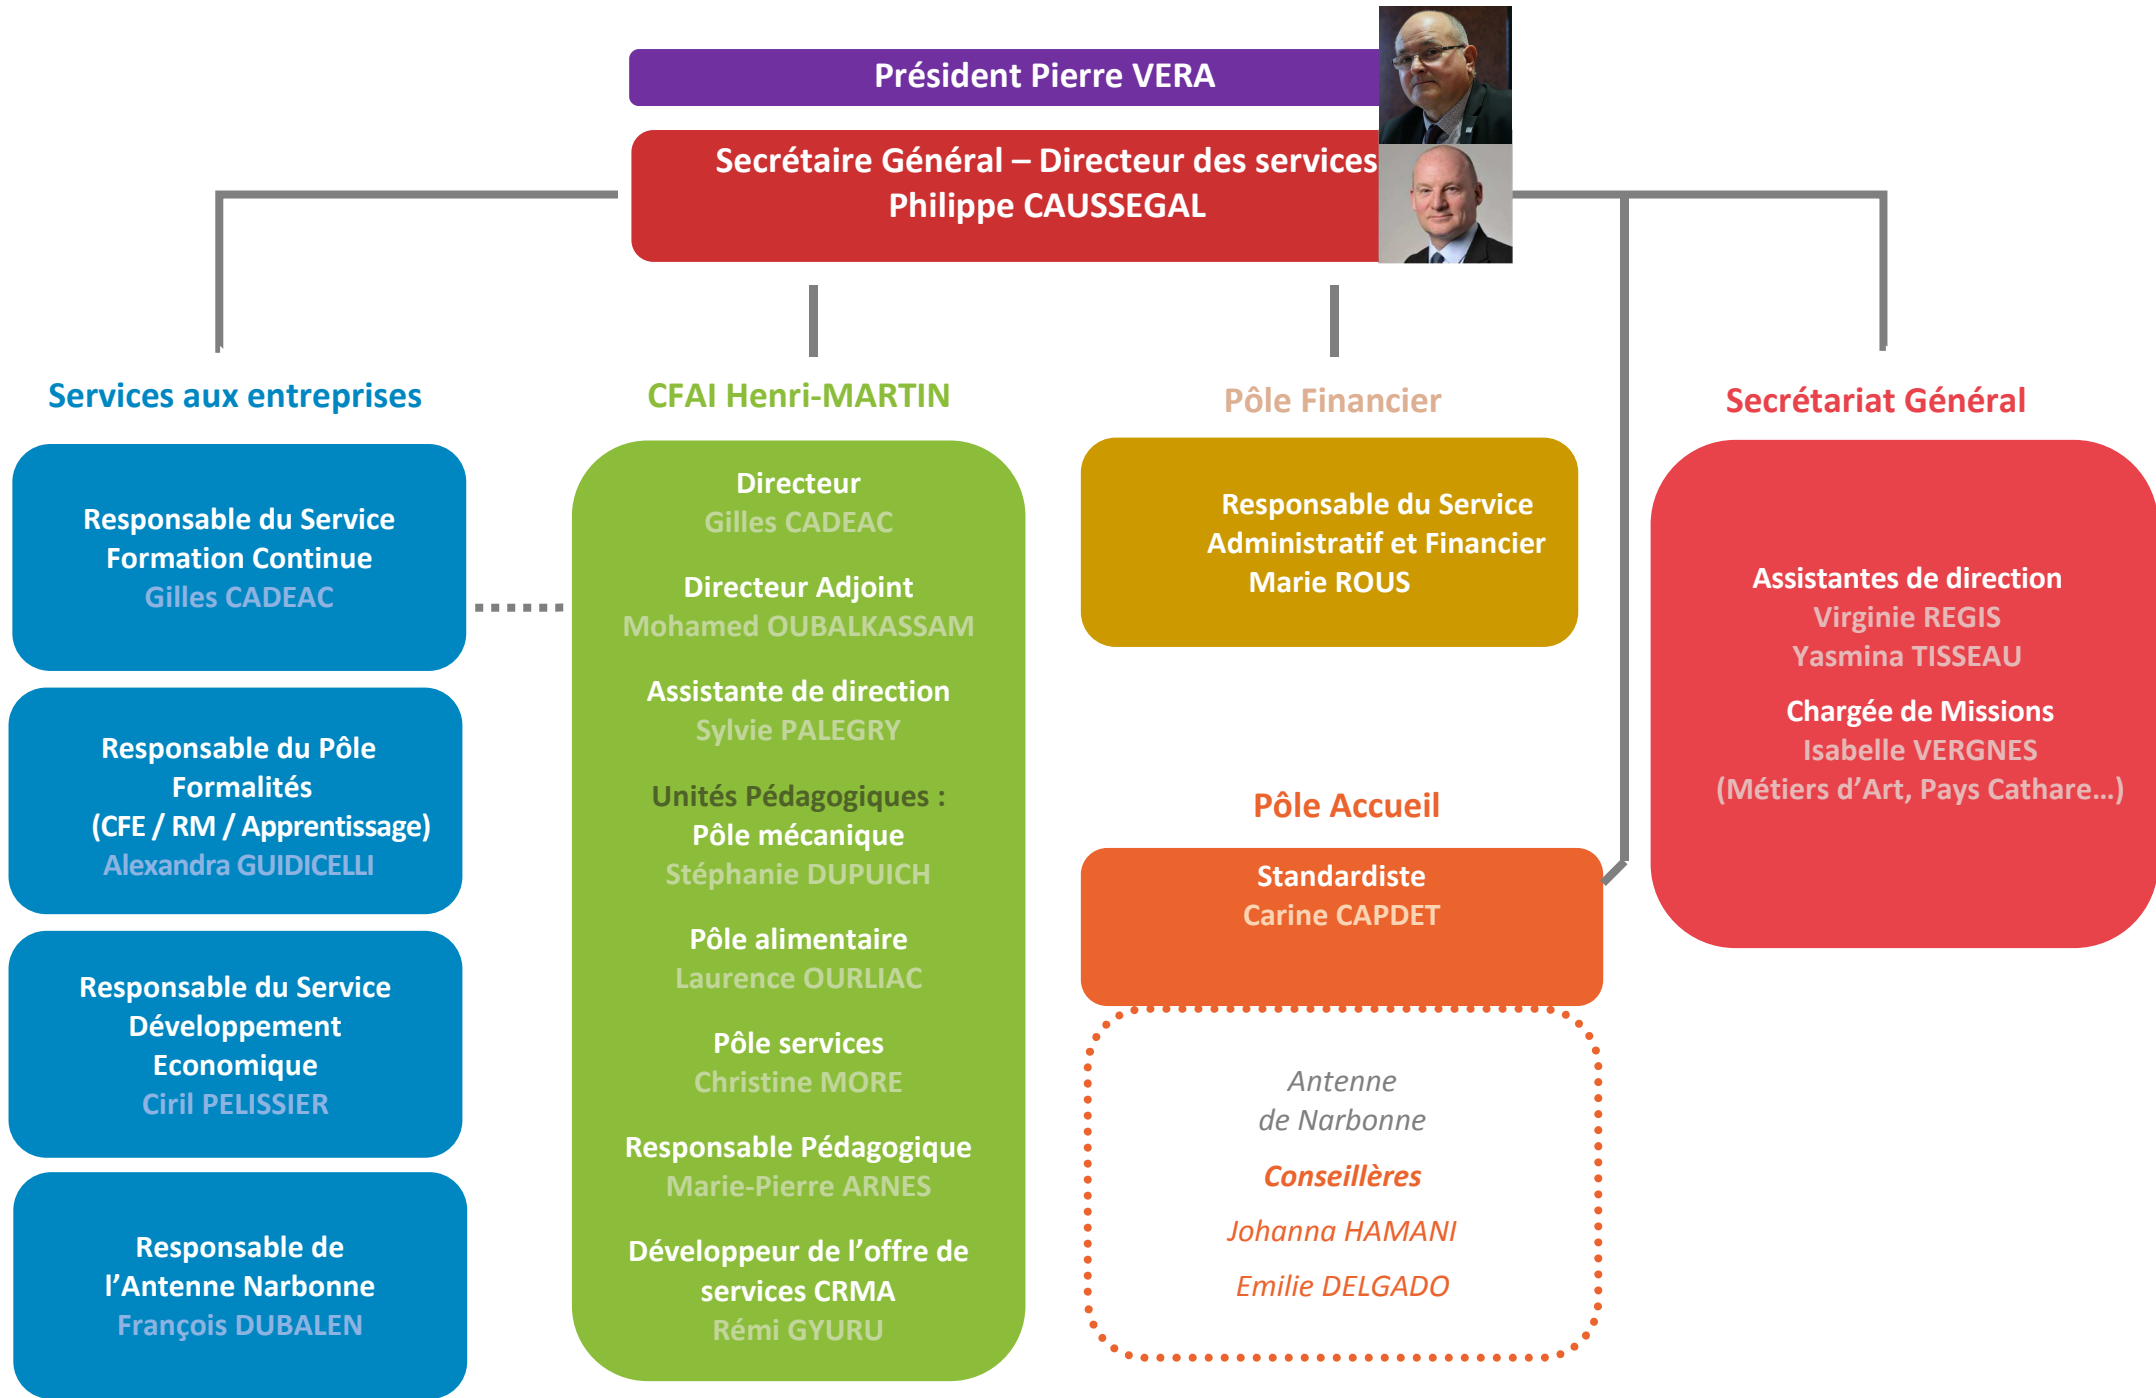 Président Pierre VERA
Secrétaire Général – Directeur des services
Philippe CAUSSEGAL
Services aux entreprises
Responsable du Service
Formation Continue
Gilles CADEAC
Responsable du Pôle
Formalités
(CFE / RM / Apprentissage)
Alexandra GUIDICELLI
Responsable du Service
Développement
Economique
Ciril PELISSIER
Responsable de
l’Antenne Narbonne
François DUBALEN
CFAI Henri-MARTIN
Directeur
Gilles CADEAC
Directeur Adjoint
Mohamed OUBALKASSAM
Assistante de direction
Sylvie PALEGRY
Unités Pédagogiques :
Pôle mécanique
Stéphanie DUPUICH
Pôle alimentaire
Laurence OURLIAC
Pôle services
Christine MORE
Responsable Pédagogique
Marie-Pierre ARNES
Développeur de l’offre de
services CRMA
Rémi GYURU
Pôle Financier
Responsable du Service
Administratif et Financier
Marie ROUS
Pôle Accueil
Standardiste
Carine CAPDET
Antenne
de Narbonne
Conseillères
Johanna HAMANI
Emilie DELGADO
Secrétariat Général
Assistantes de direction
Virginie REGIS
Yasmina TISSEAU
Chargée de Missions
Isabelle VERGNES
(Métiers d’Art, Pays Cathare…)